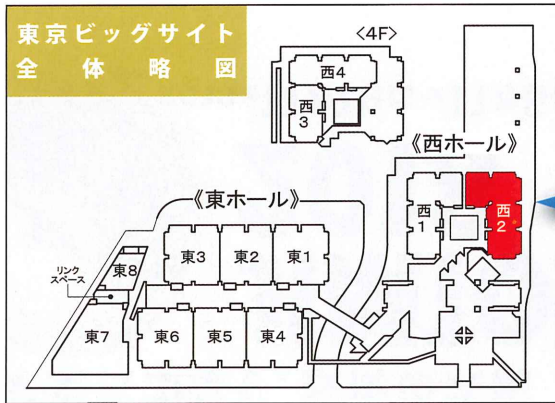 東京ビッグサイト
全体略図
<4F>
西4
西3
《西ホール》
西1
西2
《東ホール》
東3
東2
東1
東8
リンク
スペース
東7
東6
東5
東4